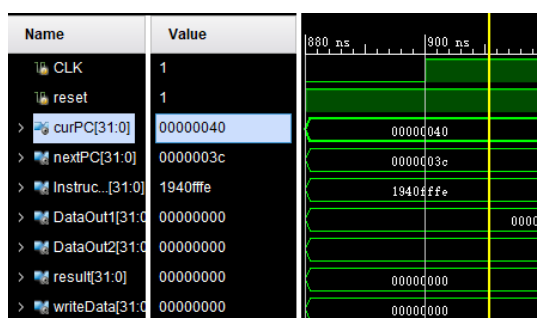 Name Value 880 ns 900 ns
CLK 1
reset 1
curPC[31:0] 00000040 00000040
nextPC[31:0] 0000003c 0000003c
Instruc...[31:0] 1940fffe 1940fffe
DataOut1[31:0 00000000 0000
DataOut2[31:0 00000000
result[31:0] 00000000 00000000
writeData[31:0 00000000 00000000